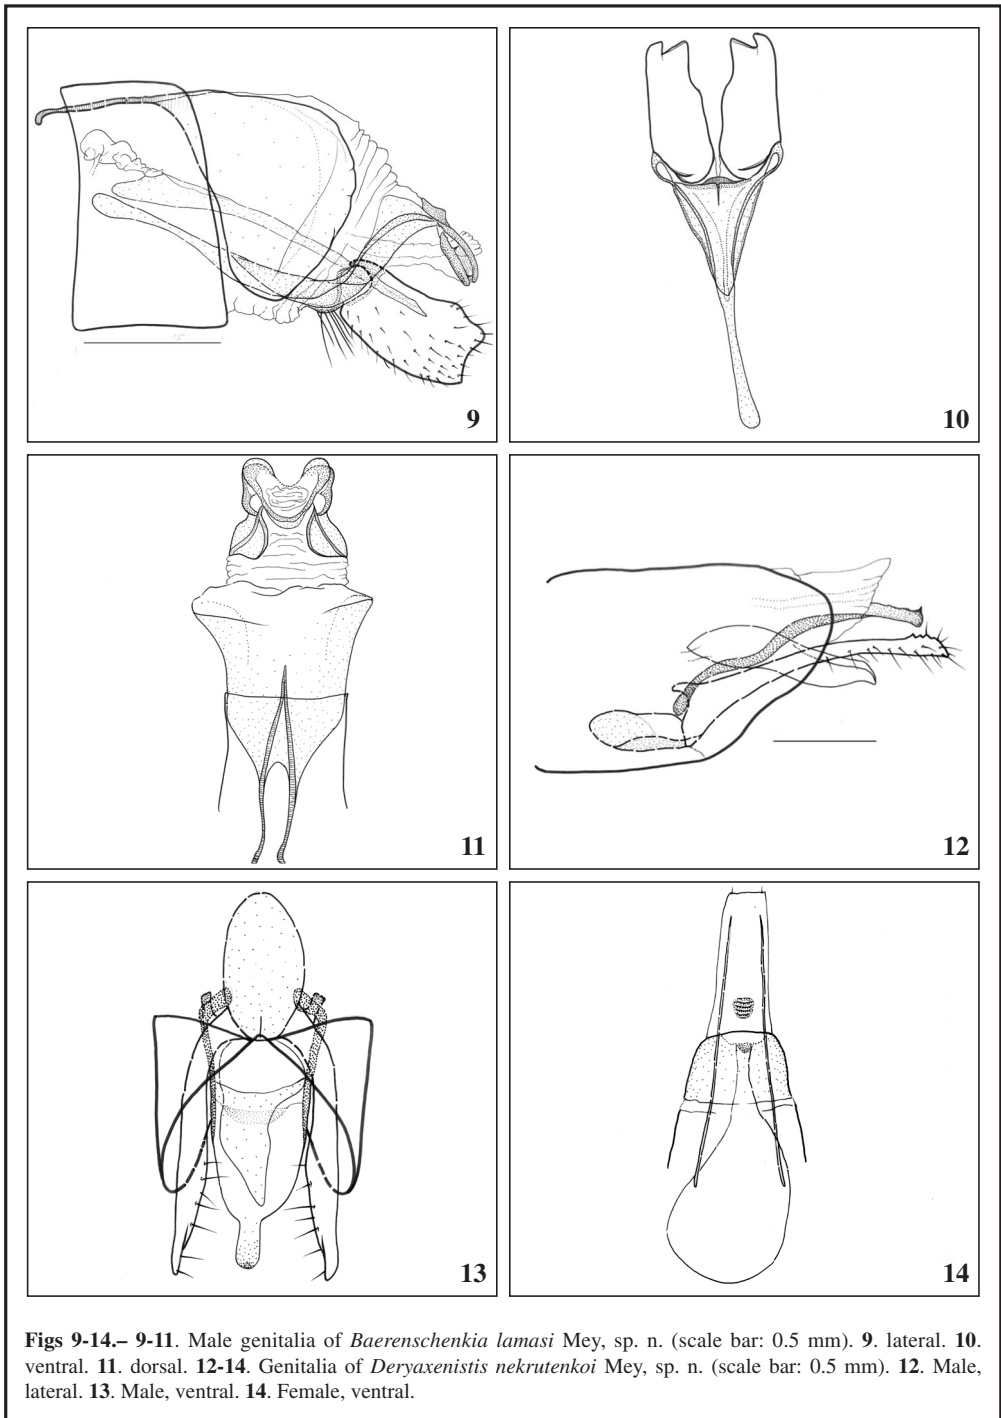 9
10
11
12
13
14
Figs 9-14.– 9-11. Male genitalia of Baerenschenkia lamasi Mey, sp. n. (scale bar: 0.5 mm). 9. lateral. 10.
ventral. 11. dorsal. 12-14. Genitalia of Deryaxenistis nekrutenkoi Mey, sp. n. (scale bar: 0.5 mm). 12. Male,
lateral. 13. Male, ventral. 14. Female, ventral.